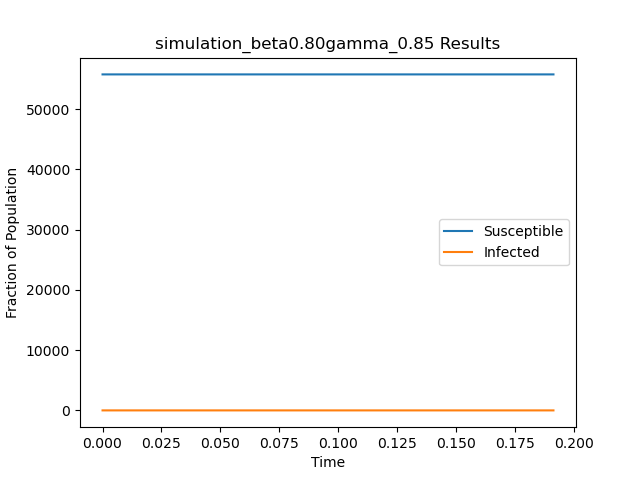 simulation_beta0.80gamma_0.85 Results
Fraction of Population
50000
40000
30000
20000
10000
0
Susceptible
Infected
0.000 0.025 0.050 0.075 0.100 0.125 0.150 0.175 0.200
Time